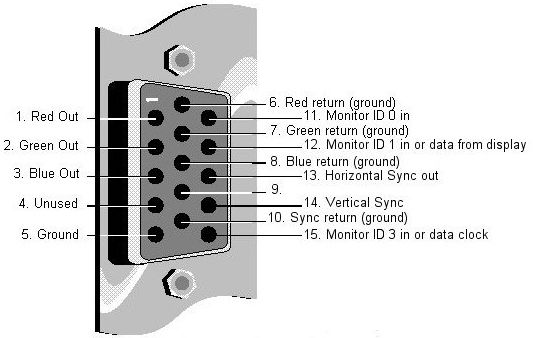 1. Red Out
2. Green Out
3. Blue Out
4. Unused
5. Ground
6. Red return (ground)
11. Monitor ID 0 in
7. Green return (ground)
12. Monitor ID 1 in or data from display
8. Blue return (ground)
13. Horizontal Sync out
9.
14. Vertical Sync
10. Sync return (ground)
15. Monitor ID 3 in or data clock